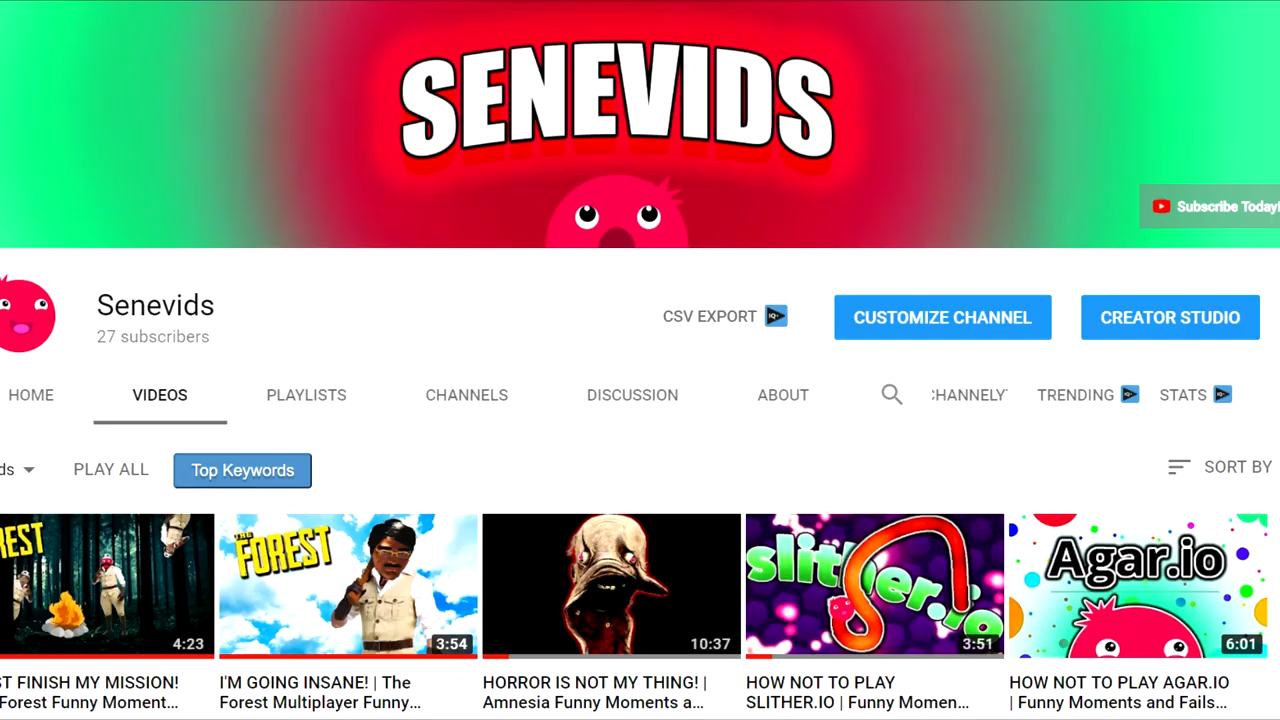 SENEVIDS
Subscribe Today!
Senevids
27 subscribers
CSV EXPORT IQ+
CUSTOMIZE CHANNEL
CREATOR STUDIO
HOME VIDEOS PLAYLISTS CHANNELS DISCUSSION ABOUT HANNELY TRENDING STATS
ds PLAY ALL Top Keywords SORT BY
REST
4:23
THE FOREST
3:54
10:37
slither.io
3:51
Agar.io
6:01
T FINISH MY MISSION!
Forest Funny Moment...
I'M GOING INSANE! | The
Forest Multiplayer Funny...
HORROR IS NOT MY THING! |
Amnesia Funny Moments a...
HOW NOT TO PLAY
SLITHER.IO | Funny Momen...
HOW NOT TO PLAY AGAR.IO
| Funny Moments and Fails...